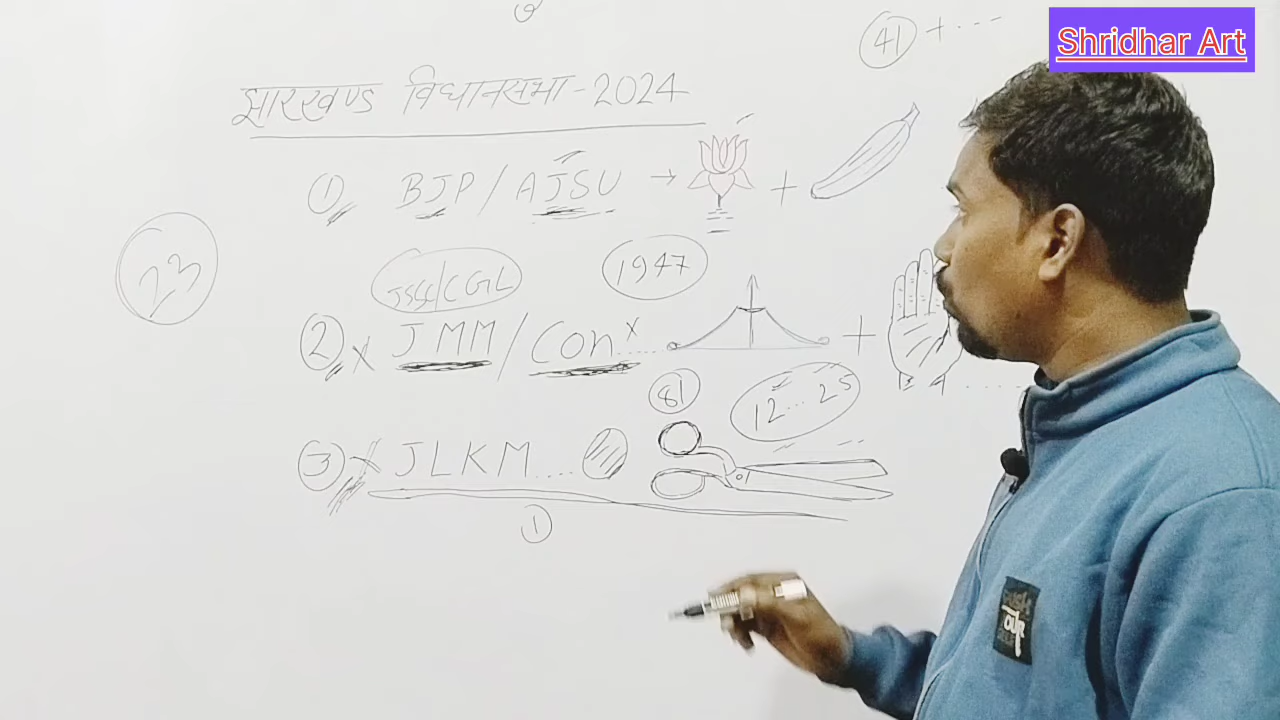 41 + ---
Shridhar Art
झारखण्ड विधानसभा-2024
① BJP / AJSU → +
23
JSSC/CGL 1947
② x JMM / Con x ...... +
81 12 ... 25
③ x JLKM ....
①
OUR